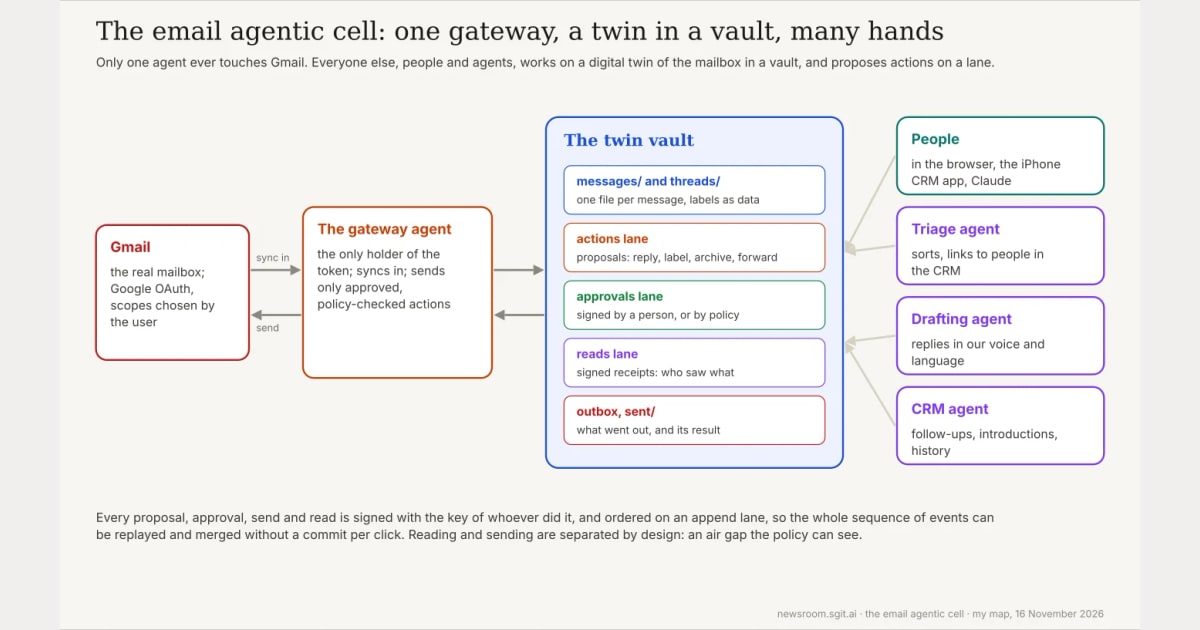 The email agentic cell: one gateway, a twin in a vault, many hands
Only one agent ever touches Gmail. Everyone else, people and agents, works on a digital twin of the mailbox in a vault, and proposes actions on a lane.
Gmail
the real mailbox;
Google OAuth,
scopes chosen by
the user
sync in
send
The gateway agent
the only holder of the
token; syncs in; sends
only approved,
policy-checked actions
The twin vault
messages/ and threads/
one file per message, labels as data
actions lane
proposals: reply, label, archive, forward
approvals lane
signed by a person, or by policy
reads lane
signed receipts: who saw what
outbox, sent/
what went out, and its result
People
in the browser, the iPhone
CRM app, Claude
Triage agent
sorts, links to people in
the CRM
Drafting agent
replies in our voice and
language
CRM agent
follow-ups, introductions,
history
Every proposal, approval, send and read is signed with the key of whoever did it, and ordered on an append lane, so the whole sequence of events can
be replayed and merged without a commit per click. Reading and sending are separated by design: an air gap the policy can see.
newsroom.sgit.ai · the email agentic cell · my map, 16 November 2026